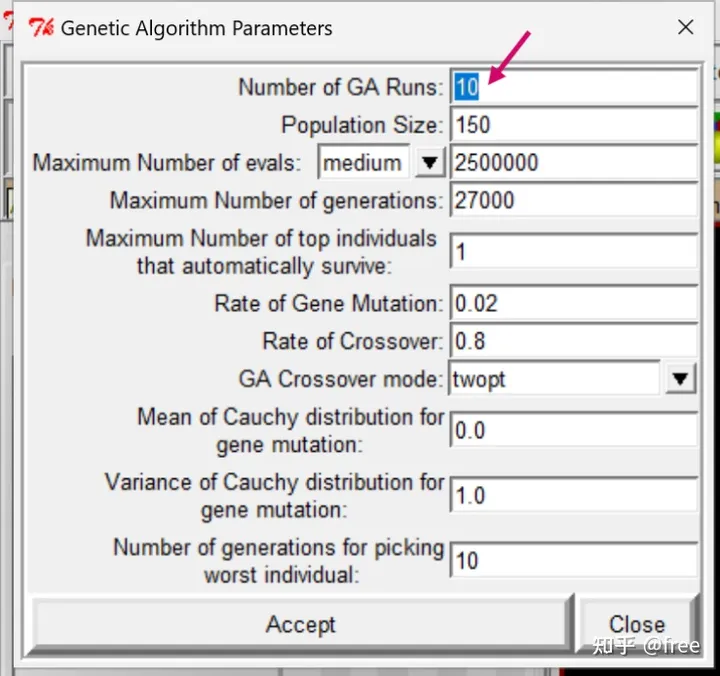 Genetic Algorithm Parameters
Number of GA Runs: 10
Population Size: 150
Maximum Number of evals: medium 2500000
Maximum Number of generations: 27000
Maximum Number of top individuals
that automatically survive: 1
Rate of Gene Mutation: 0.02
Rate of Crossover: 0.8
GA Crossover mode: twopt
Mean of Cauchy distribution for
gene mutation: 0.0
Variance of Cauchy distribution for
gene mutation: 1.0
Number of generations for picking
worst individual: 10
Accept Close
知乎 @free